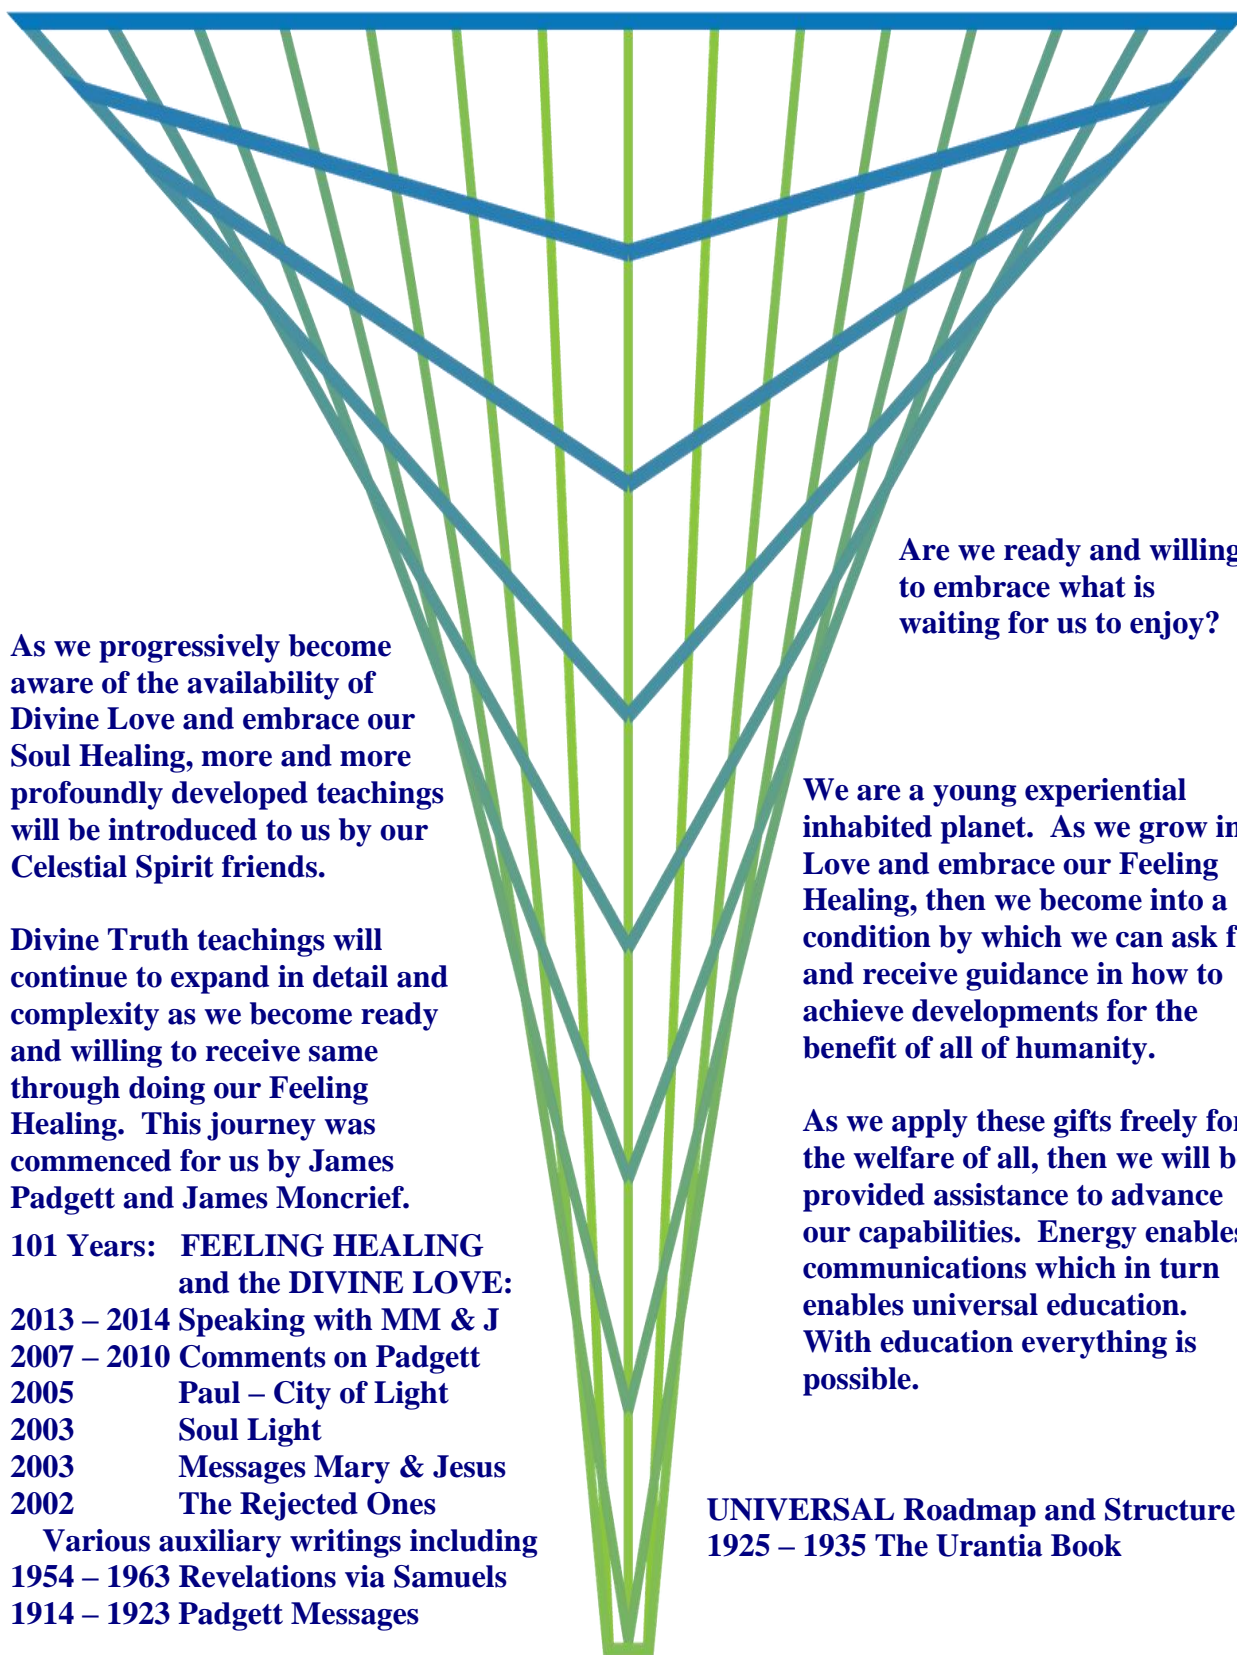 Are we ready and willing
to embrace what is
waiting for us to enjoy?
As we progressively become
aware of the availability of
Divine Love and embrace our
Soul Healing, more and more
profoundly developed teachings
will be introduced to us by our
Celestial Spirit friends.
Divine Truth teachings will
continue to expand in detail and
complexity as we become ready
and willing to receive same
through doing our Feeling
Healing.  This journey was
commenced for us by James
Padgett and James Moncrief.
101 Years:   FEELING HEALING
and the DIVINE LOVE:
2013 – 2014 Speaking with MM & J
2007 – 2010 Comments on Padgett
2005 Paul – City of Light
2003 Soul Light
2003 Messages Mary & Jesus
2002 The Rejected Ones
Various auxiliary writings including
1954 – 1963 Revelations via Samuels
1914 – 1923 Padgett Messages
We are a young experiential
inhabited planet.  As we grow in
Love and embrace our Feeling
Healing, then we become into a
condition by which we can ask f
and receive guidance in how to
achieve developments for the
benefit of all of humanity.
As we apply these gifts freely for
the welfare of all, then we will b
provided assistance to advance
our capabilities.  Energy enables
communications which in turn
enables universal education.
With education everything is
possible.
UNIVERSAL Roadmap and Structure
1925 – 1935 The Urantia Book